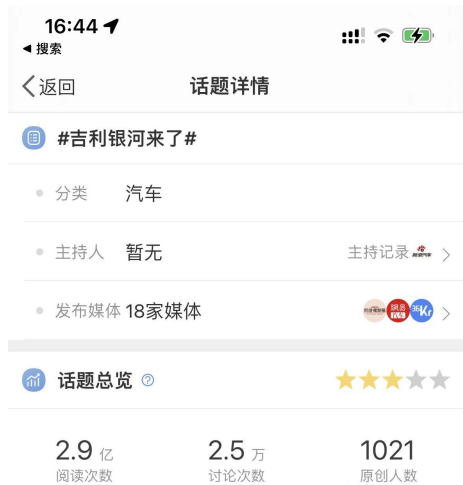 16:44
搜索
返回
话题详情
#吉利银河来了#
分类 汽车
主持人 暂无 主持记录
发布媒体 18家媒体
36Kr
话题总览
2.9 亿 2.5 万 1021
阅读次数 讨论次数 原创人数